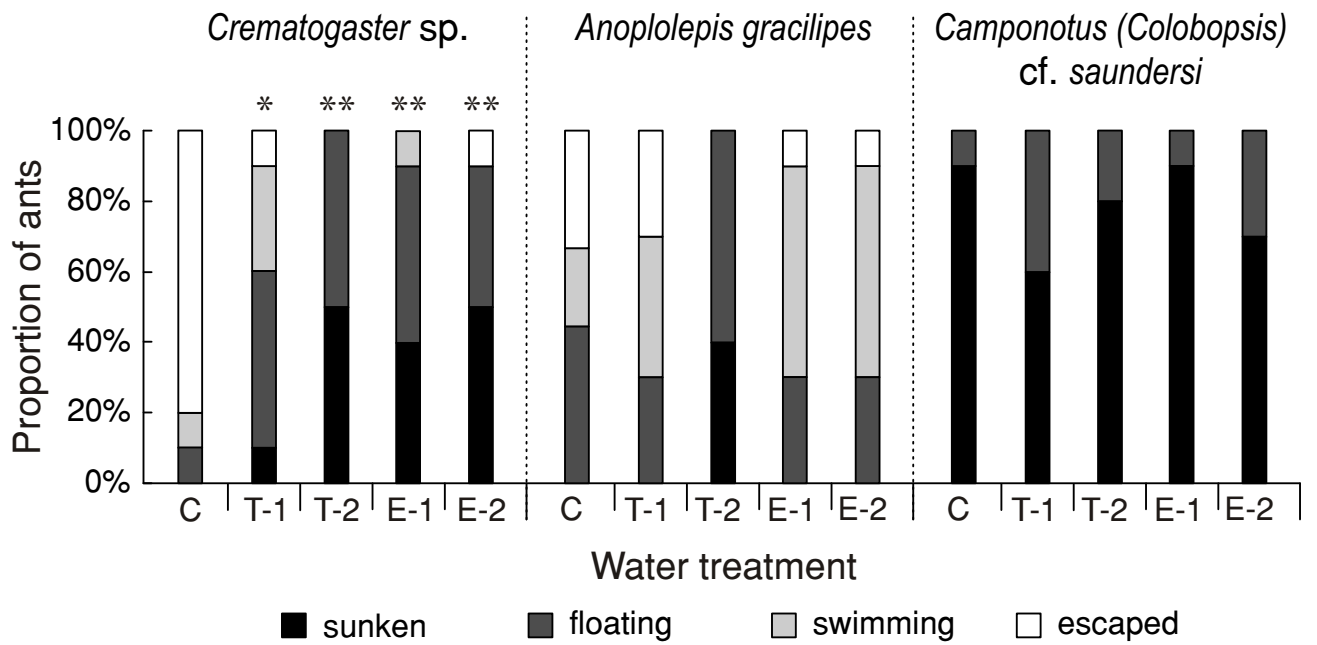 Crematogaster sp.
Anoplolepis gracilipes
Camponotus (Colobopsis)
cf. saundersi
* ** ** **
Proportion of ants
100%
80%
60%
40%
20%
0%
C T-1 T-2 E-1 E-2 C T-1 T-2 E-1 E-2 C T-1 T-2 E-1 E-2
Water treatment
sunken floating swimming escaped